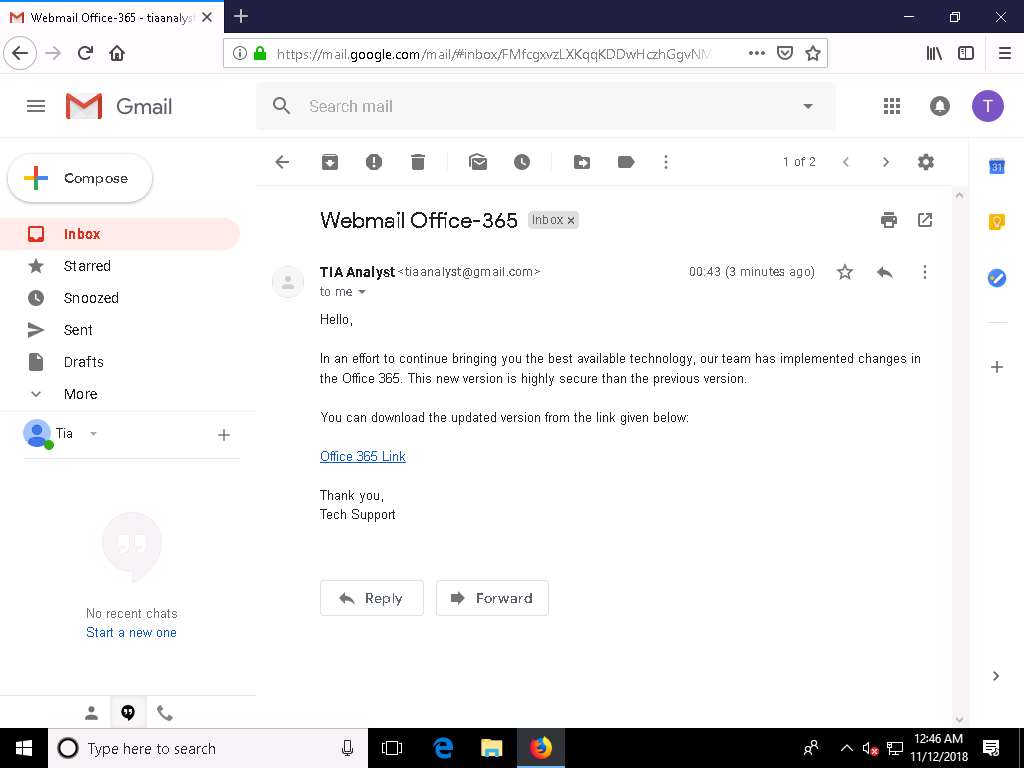 Webmail Office-365 - tiaanalyst
https://mail.google.com/mail/#inbox/FMfcgxvzLXKqqKDDwHczhGgvNM
Gmail
Search mail
T
Compose
1 of 2
31
Inbox
Starred
Snoozed
Sent
Drafts
More
Tia
No recent chats
Start a new one
Webmail Office-365 Inbox x
TIA Analyst <tiaanalyst@gmail.com> 00:43 (3 minutes ago)
to me
Hello,
In an effort to continue bringing you the best available technology, our team has implemented changes in
the Office 365. This new version is highly secure than the previous version.
You can download the updated version from the link given below:
Office 365 Link
Thank you,
Tech Support
Reply Forward
Type here to search
12:46 AM
11/12/2018